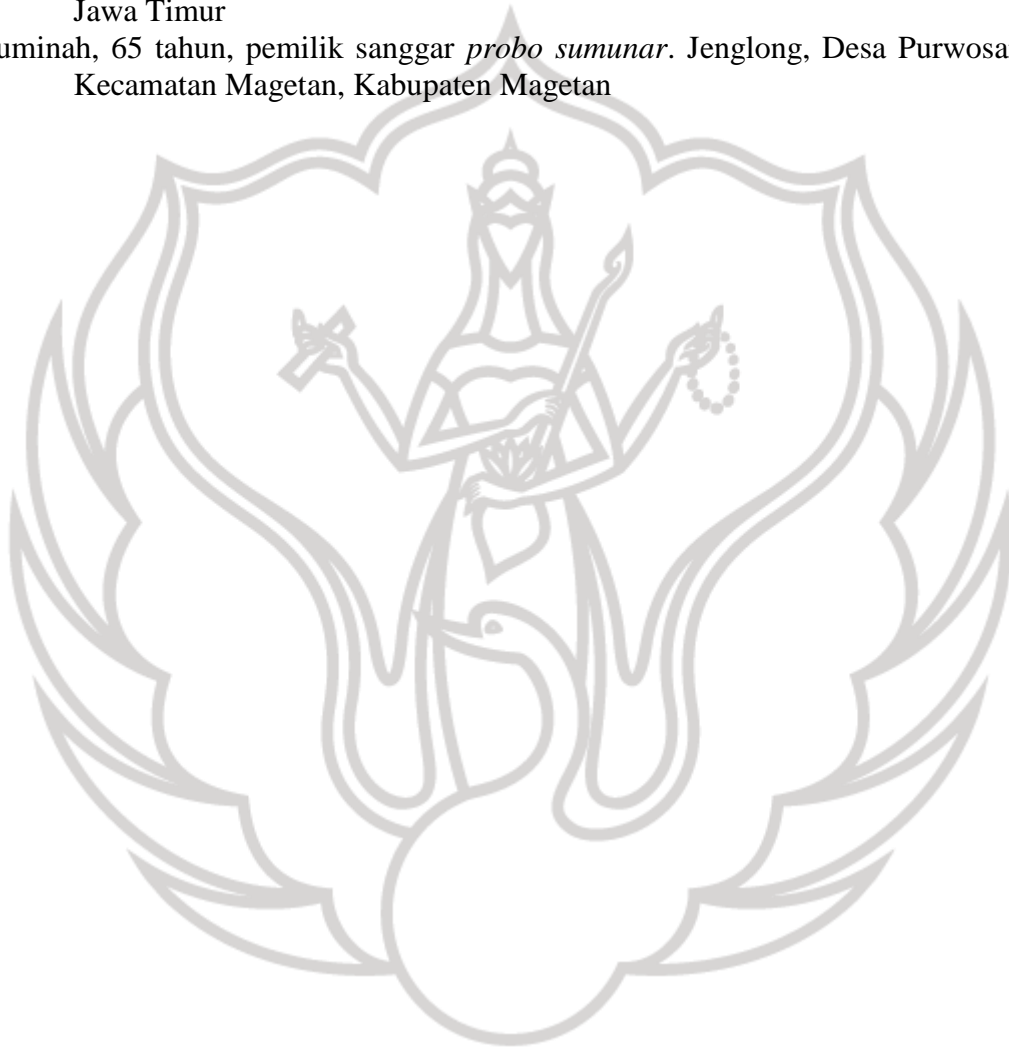 Jawa Timur
uminah, 65 tahun, pemilik sanggar probo sumunar. Jenglong, Desa Purwosa
Kecamatan Magetan, Kabupaten Magetan